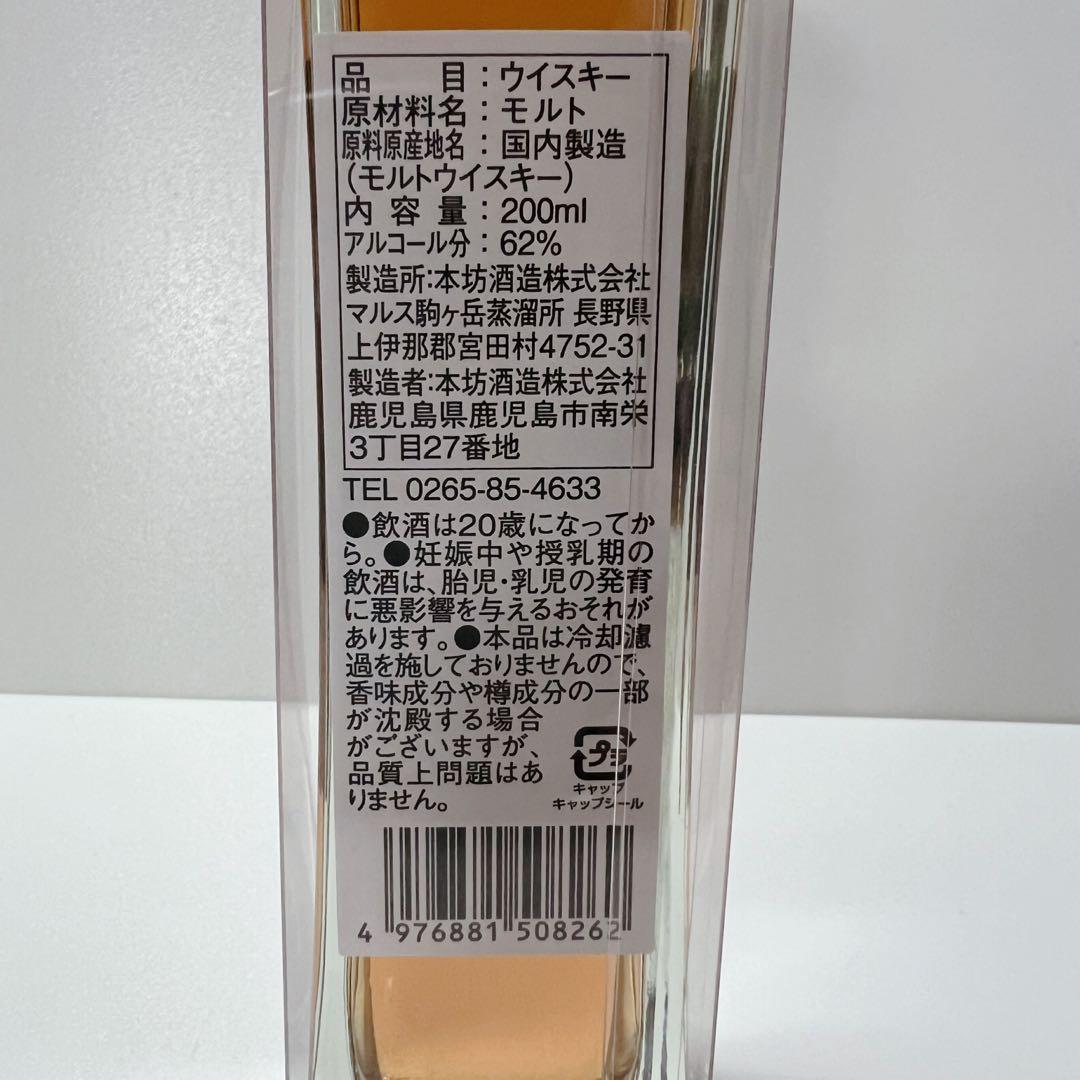 品目：ウイスキー
原材料名：モルト
原料原産地名：国内製造
（モルトウイスキー）
内容量：200ml
アルコール分：62%
製造所:本坊酒造株式会社
マルス駒ヶ岳蒸溜所 長野県
上伊那郡宮田村4752-31
製造者:本坊酒造株式会社
鹿児島県鹿児島市南栄
3丁目27番地
TEL 0265-85-4633
●飲酒は20歳になってか
ら。●妊娠中や授乳期の
飲酒は、胎児・乳児の発育
に悪影響を与えるおそれが
あります。●本品は冷却濾
過を施しておりませんので、
香味成分や樽成分の一部
が沈殿する場合
がございますが、
品質上問題はあ
りません。
プラ
キャップ
キャップシール
4 976881 508262